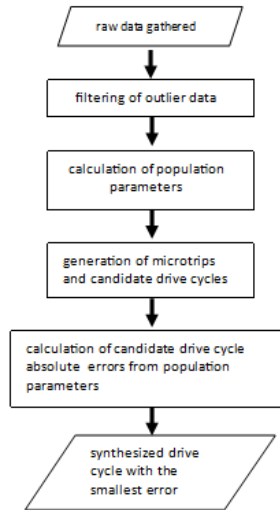 raw data gathered
filtering of outlier data
calculation of population
parameters
generation of microtrips
and candidate drive cycles
calculation of candidate drive cycle
absolute errors from population
parameters
synthesized drive
cycle with the
smallest error